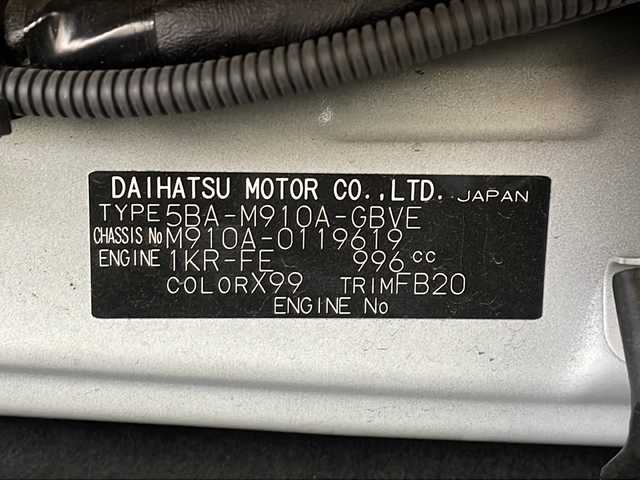 DAIHATSU MOTOR CO.,LTD. JAPAN
TYPE 5BA-M910A-GBVE
CHASSIS No M910A-0119619
ENGINE 1KR-FE 996 cc
COLOR X99 TRIM FB20
ENGINE No